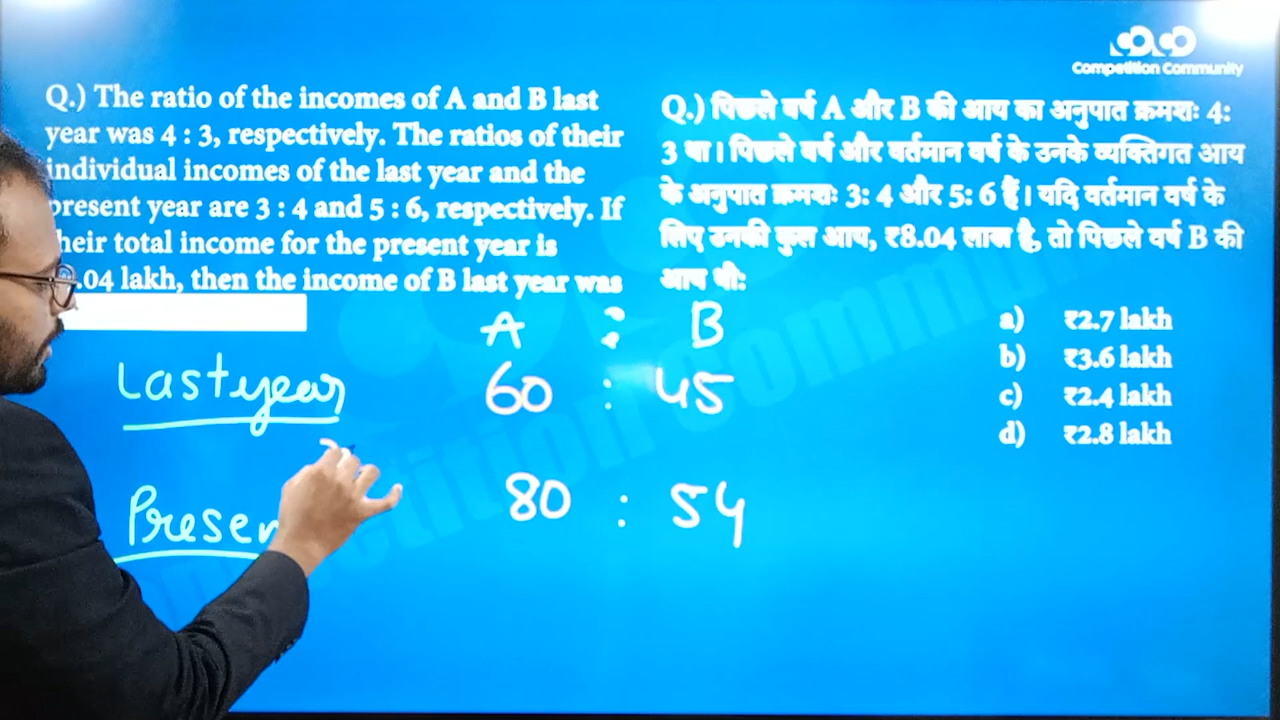 Competition Community
Q.) The ratio of the incomes of A and B last
year was 4 : 3, respectively. The ratios of their
individual incomes of the last year and the
present year are 3 : 4 and 5 : 6, respectively. If
their total income for the present year is
.04 lakh, then the income of B last year was
Q.) पिछले वर्ष A और B की आय का अनुपात क्रमशः 4:
3 था। पिछले वर्ष और वर्तमान वर्ष के उनके व्यक्तिगत आय
के अनुपात क्रमशः 3: 4 और 5: 6 हैं। यदि वर्तमान वर्ष के
लिए उनकी कुल आय, ₹8.04 लाख है, तो पिछले वर्ष B की
आय थी:
a) ₹2.7 lakh
b) ₹3.6 lakh
c) ₹2.4 lakh
d) ₹2.8 lakh
A : B
Last year 60 : 45
Presen 80 : 54